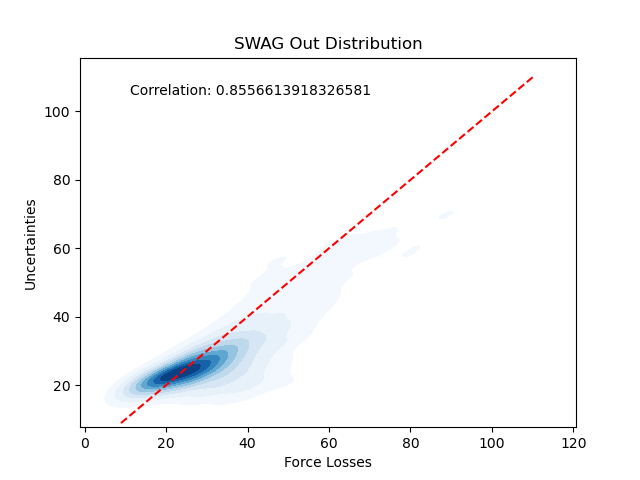 SWAG Out Distribution
Correlation: 0.8556613918326581
Uncertainties
100
80
60
40
20
0 20 40 60 80 100 120
Force Losses